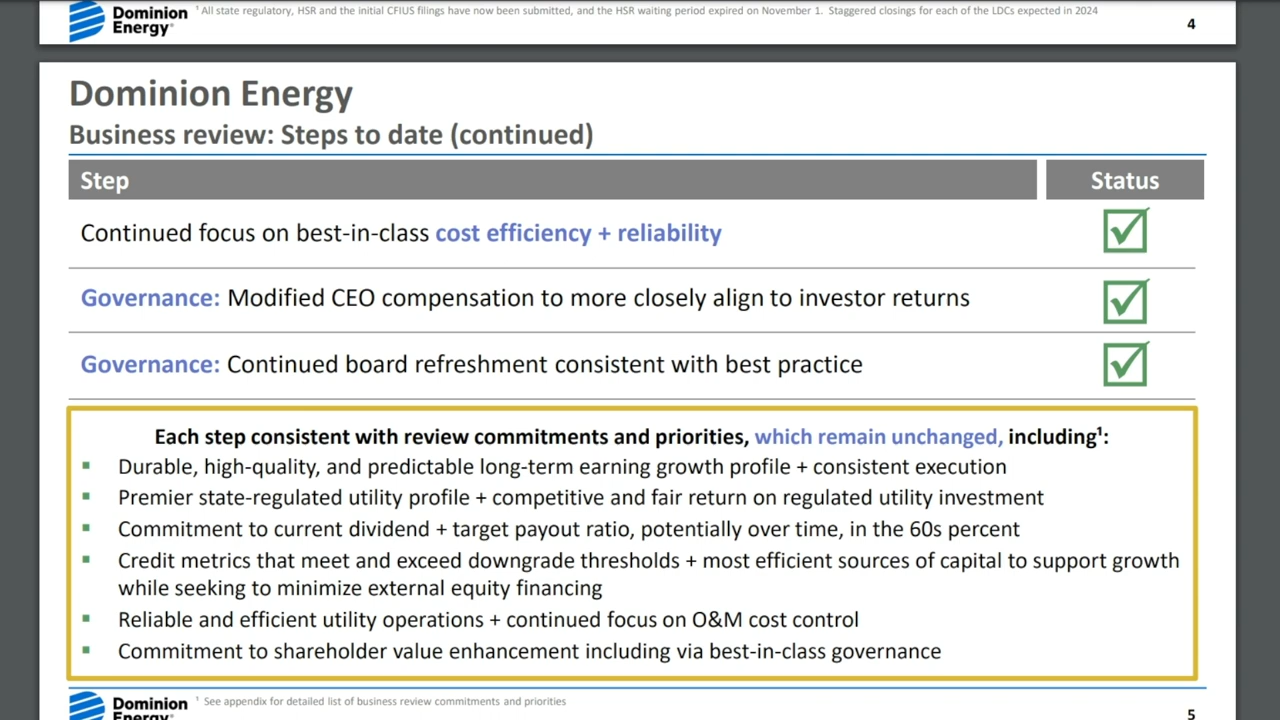 Dominion
Energy®
¹ All state regulatory, HSR and the initial CFIUS filings have now been submitted, and the HSR waiting period expired on November 1. Staggered closings for each of the LDCs expected in 2024
4
Dominion Energy
Business review: Steps to date (continued)
Step Status
Continued focus on best-in-class cost efficiency + reliability
Governance: Modified CEO compensation to more closely align to investor returns
Governance: Continued board refreshment consistent with best practice
Each step consistent with review commitments and priorities, which remain unchanged, including¹:
▪ Durable, high-quality, and predictable long-term earning growth profile + consistent execution
▪ Premier state-regulated utility profile + competitive and fair return on regulated utility investment
▪ Commitment to current dividend + target payout ratio, potentially over time, in the 60s percent
▪ Credit metrics that meet and exceed downgrade thresholds + most efficient sources of capital to support growth
while seeking to minimize external equity financing
▪ Reliable and efficient utility operations + continued focus on O&M cost control
▪ Commitment to shareholder value enhancement including via best-in-class governance
Dominion
Energy®
¹ See appendix for detailed list of business review commitments and priorities
5